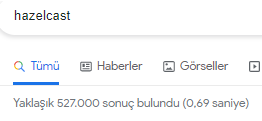 hazelcast
Tümü Haberler Görseller
Yaklaşık 527.000 sonuç bulundu (0,69 saniye)